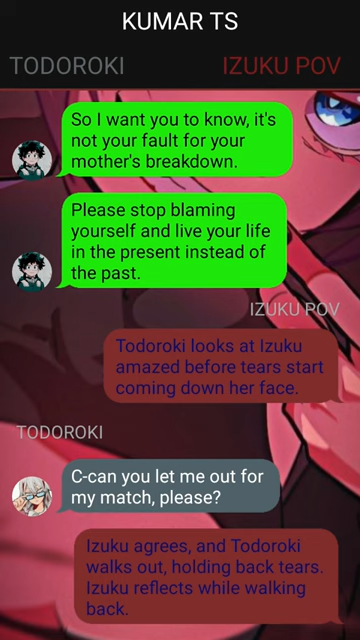 KUMAR TS
TODOROKI
IZUKU POV
So I want you to know, it's
not your fault for your
mother's breakdown.
Please stop blaming
yourself and live your life
in the present instead of
the past.
IZUKU POV
Todoroki looks at Izuku
amazed before tears start
coming down her face.
TODOROKI
C-can you let me out for
my match, please?
Izuku agrees, and Todoroki
walks out, holding back tears.
Izuku reflects while walking
back.